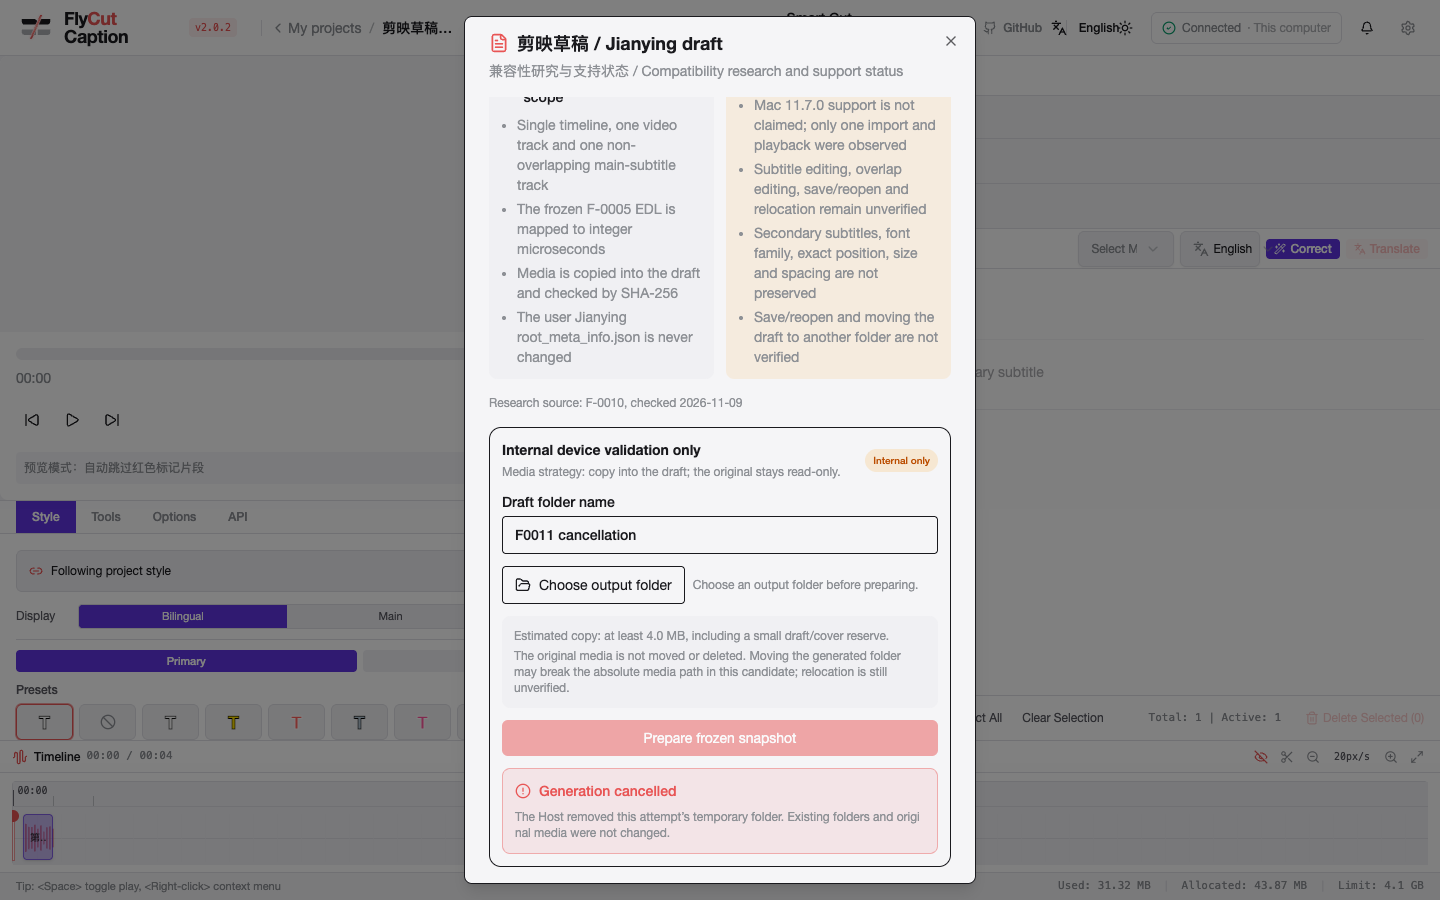 FlyCut
Caption
v2.0.2
My projects / 剪映草稿...
GitHub
English
Connected · This computer
剪映草稿 / Jianying draft
兼容性研究与支持状态 / Compatibility research and support status
scope
Single timeline, one video
track and one non-
overlapping main-subtitle
track
The frozen F-0005 EDL is
mapped to integer
microseconds
Media is copied into the draft
and checked by SHA-256
The user Jianying
root_meta_info.json is never
changed
Mac 11.7.0 support is not
claimed; only one import and
playback were observed
Subtitle editing, overlap
editing, save/reopen and
relocation remain unverified
Secondary subtitles, font
family, exact position, size
and spacing are not
preserved
Save/reopen and moving the
draft to another folder are not
verified
Research source: F-0010, checked 2026-11-09
Internal device validation only
Media strategy: copy into the draft; the original stays read-only.
Internal only
Draft folder name
F0011 cancellation
Choose output folder
Choose an output folder before preparing.
Estimated copy: at least 4.0 MB, including a small draft/cover reserve.
The original media is not moved or deleted. Moving the generated folder
may break the absolute media path in this candidate; relocation is still
unverified.
Prepare frozen snapshot
Generation cancelled
The Host removed this attempt's temporary folder. Existing folders and origi
nal media were not changed.
Select M
English
Correct
Translate
ary subtitle
00:00
预览模式：自动跳过红色标记片段
Style
Tools
Options
API
Following project style
Display
Bilingual
Main
Primary
Presets
ct All
Clear Selection
Total: 1 | Active: 1
Delete Selected (0)
Timeline
00:00 / 00:04
20px/s
00:00
第...
Tip: <Space> toggle play, <Right-click> context menu
Used: 31.32 MB
Allocated: 43.87 MB
Limit: 4.1 GB